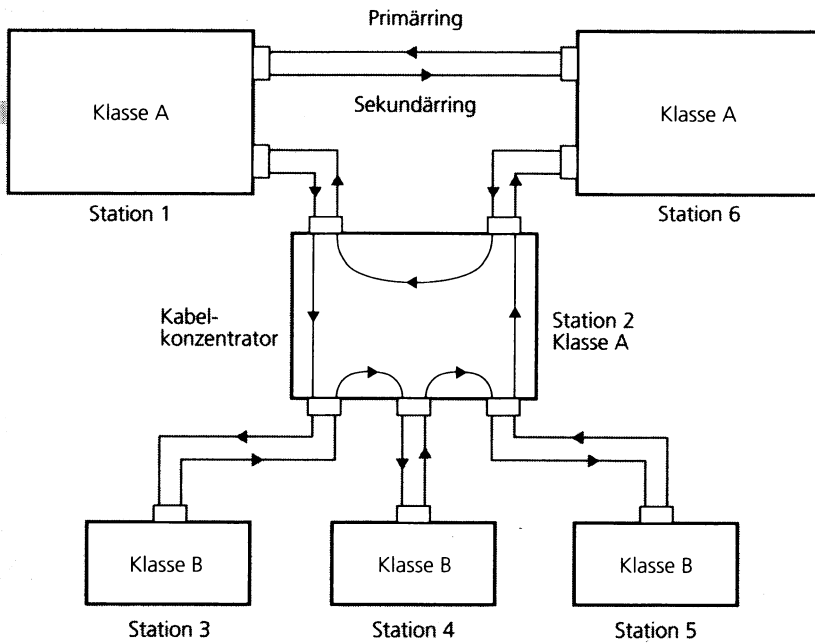 Primärring
Klasse A
Sekundärring
Klasse A
Station 1
Station 6
Kabel-
konzentrator
Station 2
Klasse A
Klasse B
Klasse B
Klasse B
Station 3
Station 4
Station 5